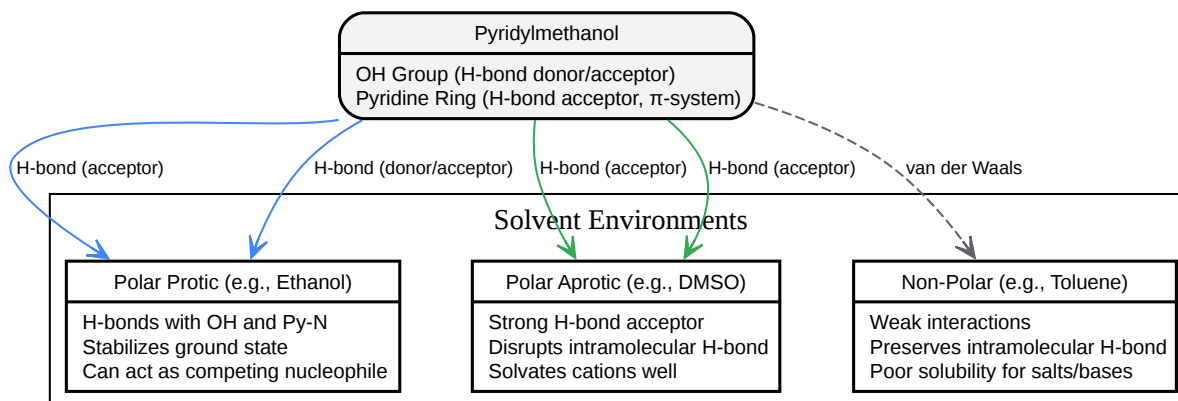 Pyridylmethanol
OH Group (H-bond donor/acceptor)
Pyridine Ring (H-bond acceptor, π-system)
H-bond (acceptor)
H-bond (donor/acceptor)
H-bond (acceptor)
H-bond (acceptor)
van der Waals
Solvent Environments
Polar Protic (e.g., Ethanol)
H-bonds with OH and Py-N
Stabilizes ground state
Can act as competing nucleophile
Polar Aprotic (e.g., DMSO)
Strong H-bond acceptor
Disrupts intramolecular H-bond
Solvates cations well
Non-Polar (e.g., Toluene)
Weak interactions
Preserves intramolecular H-bond
Poor solubility for salts/bases